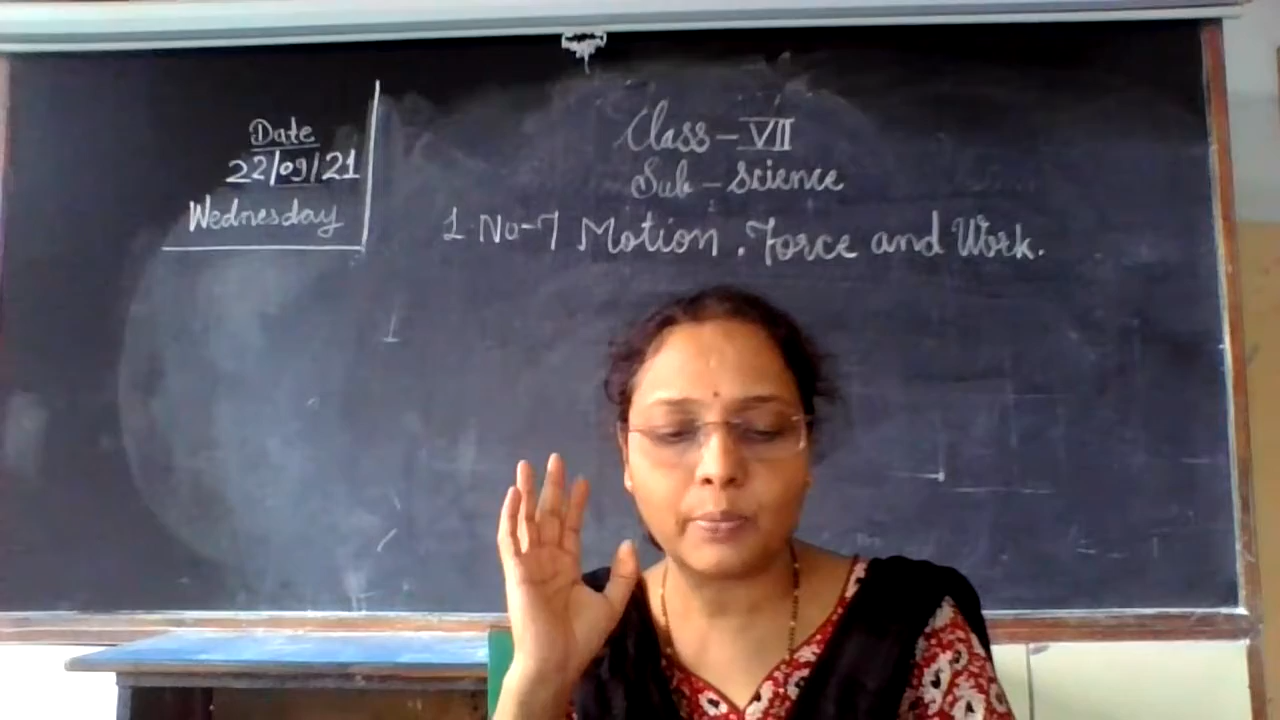 Date
22/09/21
Wednesday
Class-VII
Sub-Science
L.No-7 Motion, Force and Work.